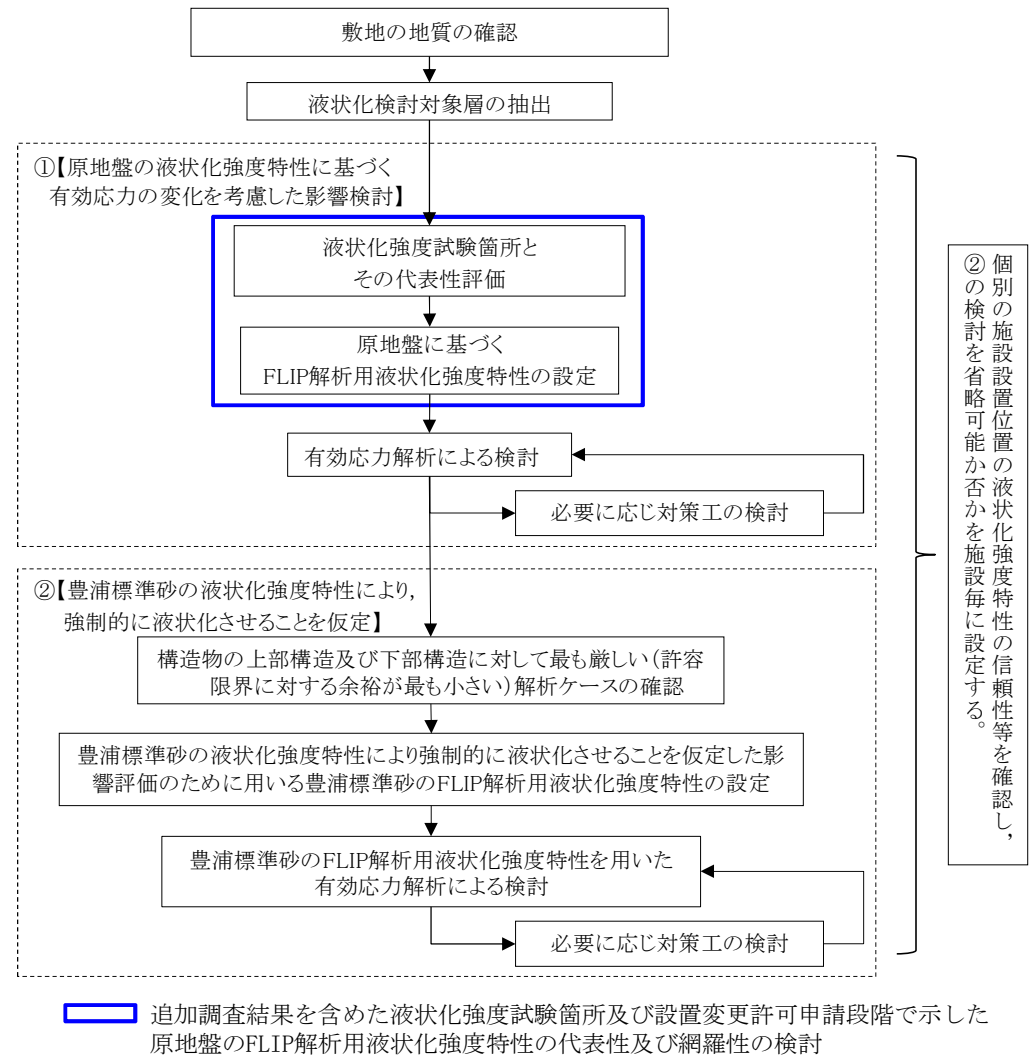 敷地の地質の確認
液状化検討対象層の抽出
①【原地盤の液状化強度特性に基づく
有効応力の変化を考慮した影響検討】
液状化強度試験箇所と
その代表性評価
原地盤に基づく
FLIP解析用液状化強度特性の設定
有効応力解析による検討
必要に応じ対策工の検討
②【豊浦標準砂の液状化強度特性により,
強制的に液状化させることを仮定】
構造物の上部構造及び下部構造に対して最も厳しい(許容
限界に対する余裕が最も小さい)解析ケースの確認
豊浦標準砂の液状化強度特性により強制的に液状化させることを仮定した影
響評価のために用いる豊浦標準砂のFLIP解析用液状化強度特性の設定
豊浦標準砂のFLIP解析用液状化強度特性を用いた
有効応力解析による検討
必要に応じ対策工の検討
個別の施設設置位置の液状化強度特性の信頼性等を確認し,
②の検討を省略可能か否かを施設毎に設定する。
追加調査結果を含めた液状化強度試験箇所及び設置変更許可申請段階で示した
原地盤のFLIP解析用液状化強度特性の代表性及び網羅性の検討